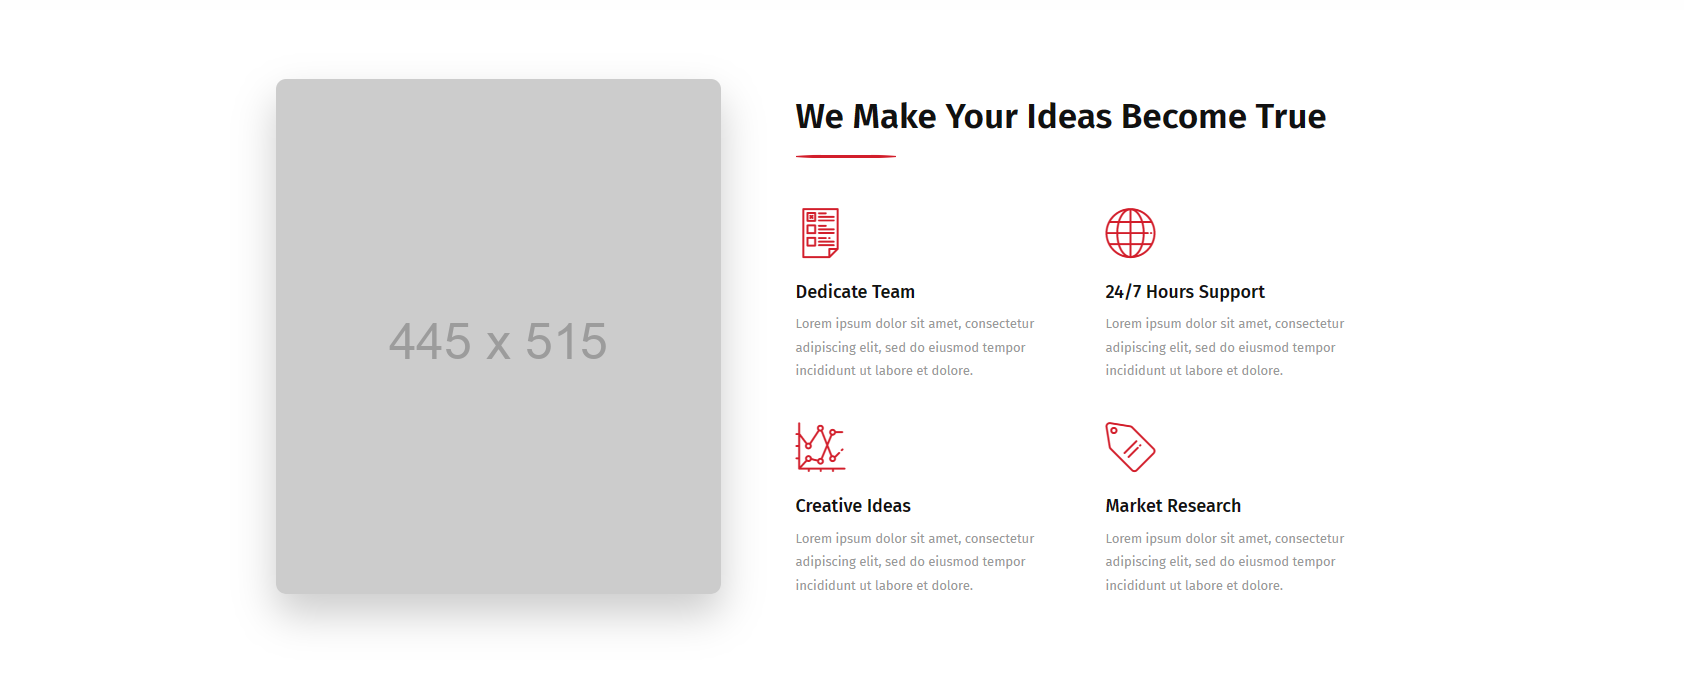 445 x 515
We Make Your Ideas Become True
Dedicate Team
Lorem ipsum dolor sit amet, consectetur
adipiscing elit, sed do eiusmod tempor
incididunt ut labore et dolore.
24/7 Hours Support
Lorem ipsum dolor sit amet, consectetur
adipiscing elit, sed do eiusmod tempor
incididunt ut labore et dolore.
Creative Ideas
Lorem ipsum dolor sit amet, consectetur
adipiscing elit, sed do eiusmod tempor
incididunt ut labore et dolore.
Market Research
Lorem ipsum dolor sit amet, consectetur
adipiscing elit, sed do eiusmod tempor
incididunt ut labore et dolore.